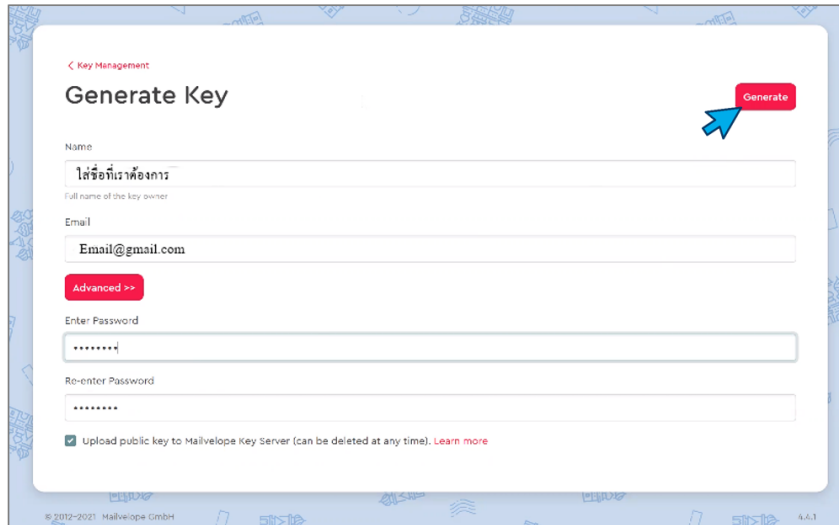 < Key Management
Generate Key
Generate
Name
ใส่ชื่อที่เราต้องการ
Full name of the key owner
Email
Email@gmail.com
Advanced >>
Enter Password
••••••••
Re-enter Password
••••••••
Upload public key to Mailvelope Key Server (can be deleted at any time). Learn more
© 2012-2021 Mailvelope GmbH
4.4.1